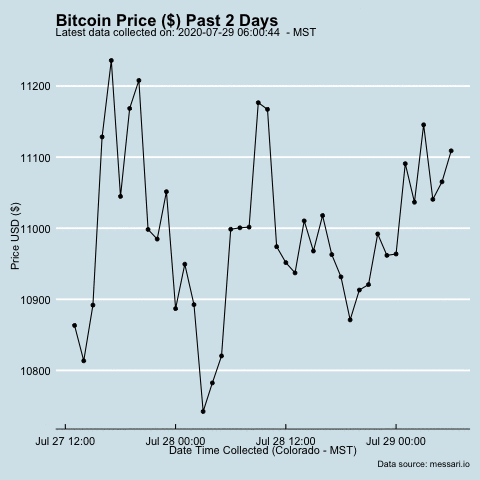 Bitcoin Price ($) Past 2 Days
Latest data collected on: 2020-07-29 06:00:44  - MST
11200
11100
11000
10900
10800
Price USD ($)
Jul 27 12:00
Jul 28 00:00
Jul 28 12:00
Jul 29 00:00
Date Time Collected (Colorado - MST)
Data source: messari.io